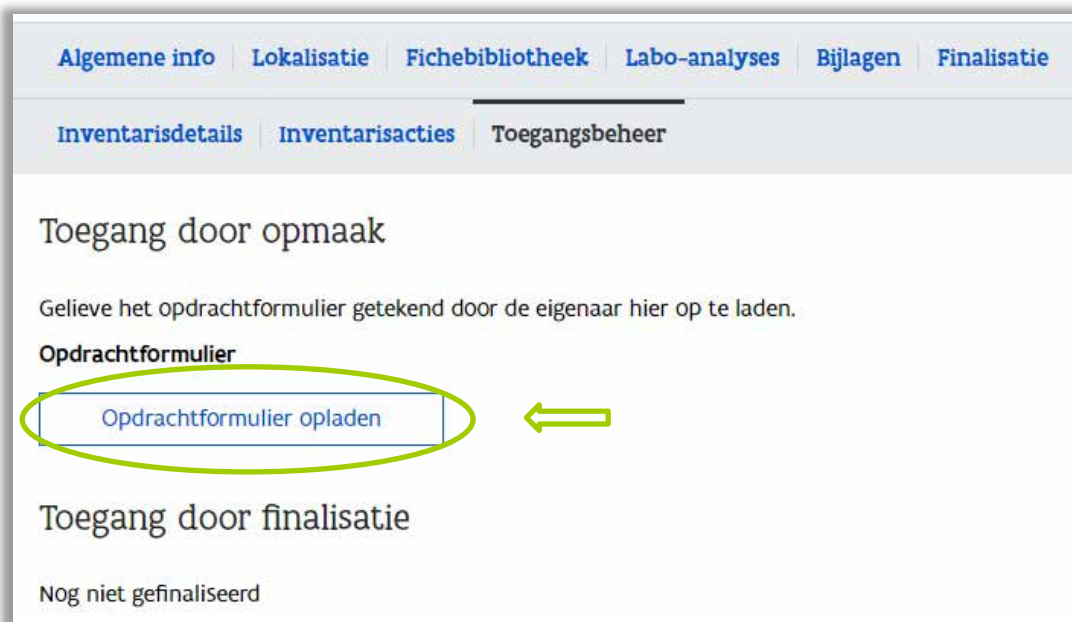 Algemene info Lokalisatie Fichebibliotheek Labo-analyses Bijlagen Finalisatie
Inventarisdetails Inventarisacties Toegangsbeheer
Toegang door opmaak
Gelieve het opdrachtformulier getekend door de eigenaar hier op te laden.
Opdrachtformulier
Opdrachtformulier opladen
Toegang door finalisatie
Nog niet gefinaliseerd